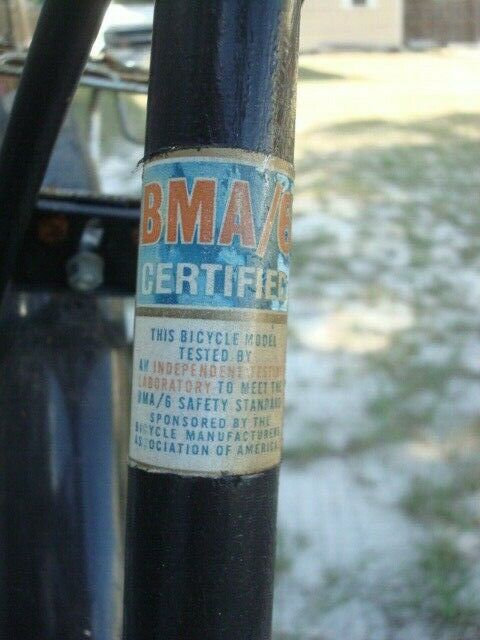 BMA/6
CERTIFIED
THIS BICYCLE MODEL
TESTED BY
AN INDEPENDENT TESTING
LABORATORY TO MEET THE
BMA/6 SAFETY STANDARD
SPONSORED BY THE
BICYCLE MANUFACTURERS
ASSOCIATION OF AMERICA